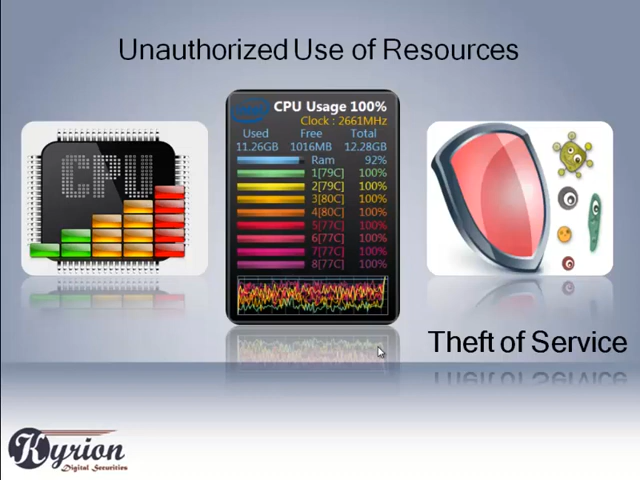 Unauthorized Use of Resources
CPU
CPU Usage 100%
Clock : 2661MHz
Used Free Total
11.26GB 1016MB 12.28GB
Ram 92%
1[79C] 100%
2[79C] 100%
3[80C] 100%
4[80C] 100%
5[77C] 100%
6[77C] 100%
7[77C] 100%
8[77C] 100%
Theft of Service
Kyrion
Digital Securities